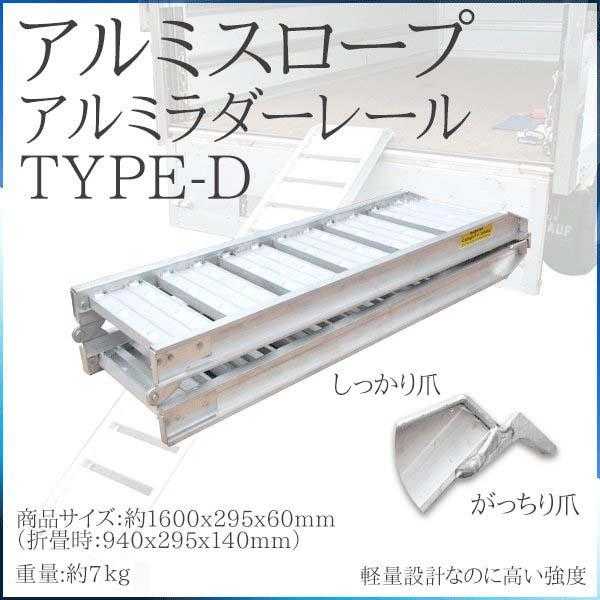 アルミスロープ
アルミラダーレール
TYPE-D
しっかり爪
がっちり爪
商品サイズ:約1600x295x60mm
（折畳時:940x295x140mm）
重量:約7kg
軽量設計なのに高い強度